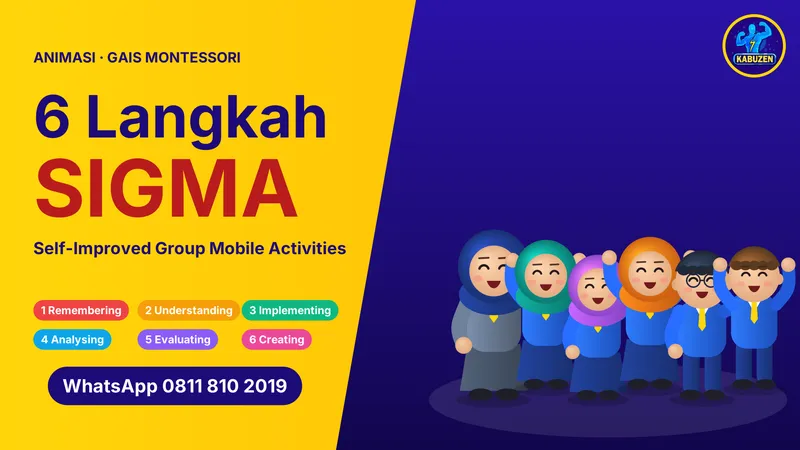 ANIMASI · GAIS MONTESSORI
KABUZEN
6 Langkah
SIGMA
Self-Improved Group Mobile Activities
1 Remembering
2 Understanding
3 Implementing
4 Analysing
5 Evaluating
6 Creating
WhatsApp 0811 810 2019